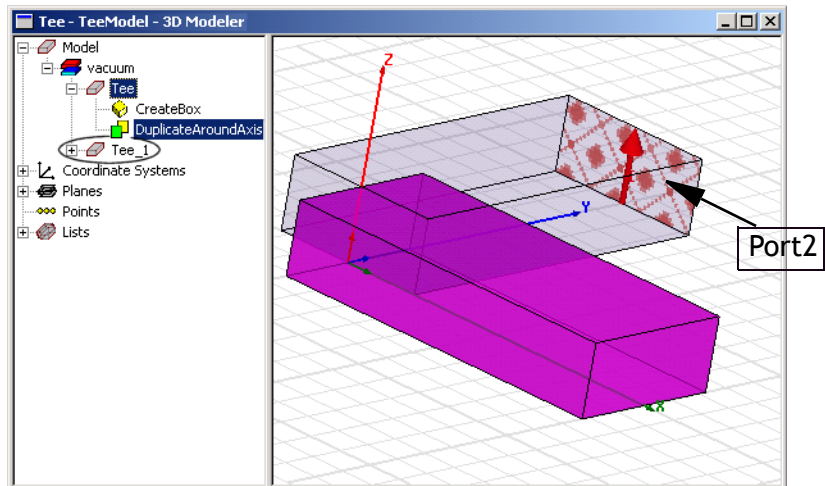 Tee - TeeModel - 3D Modeler
Model
vacuum
Tee
CreateBox
DuplicateAroundAxis
Tee_1
Coordinate Systems
Planes
Points
Lists
Z
Y
X
Port2